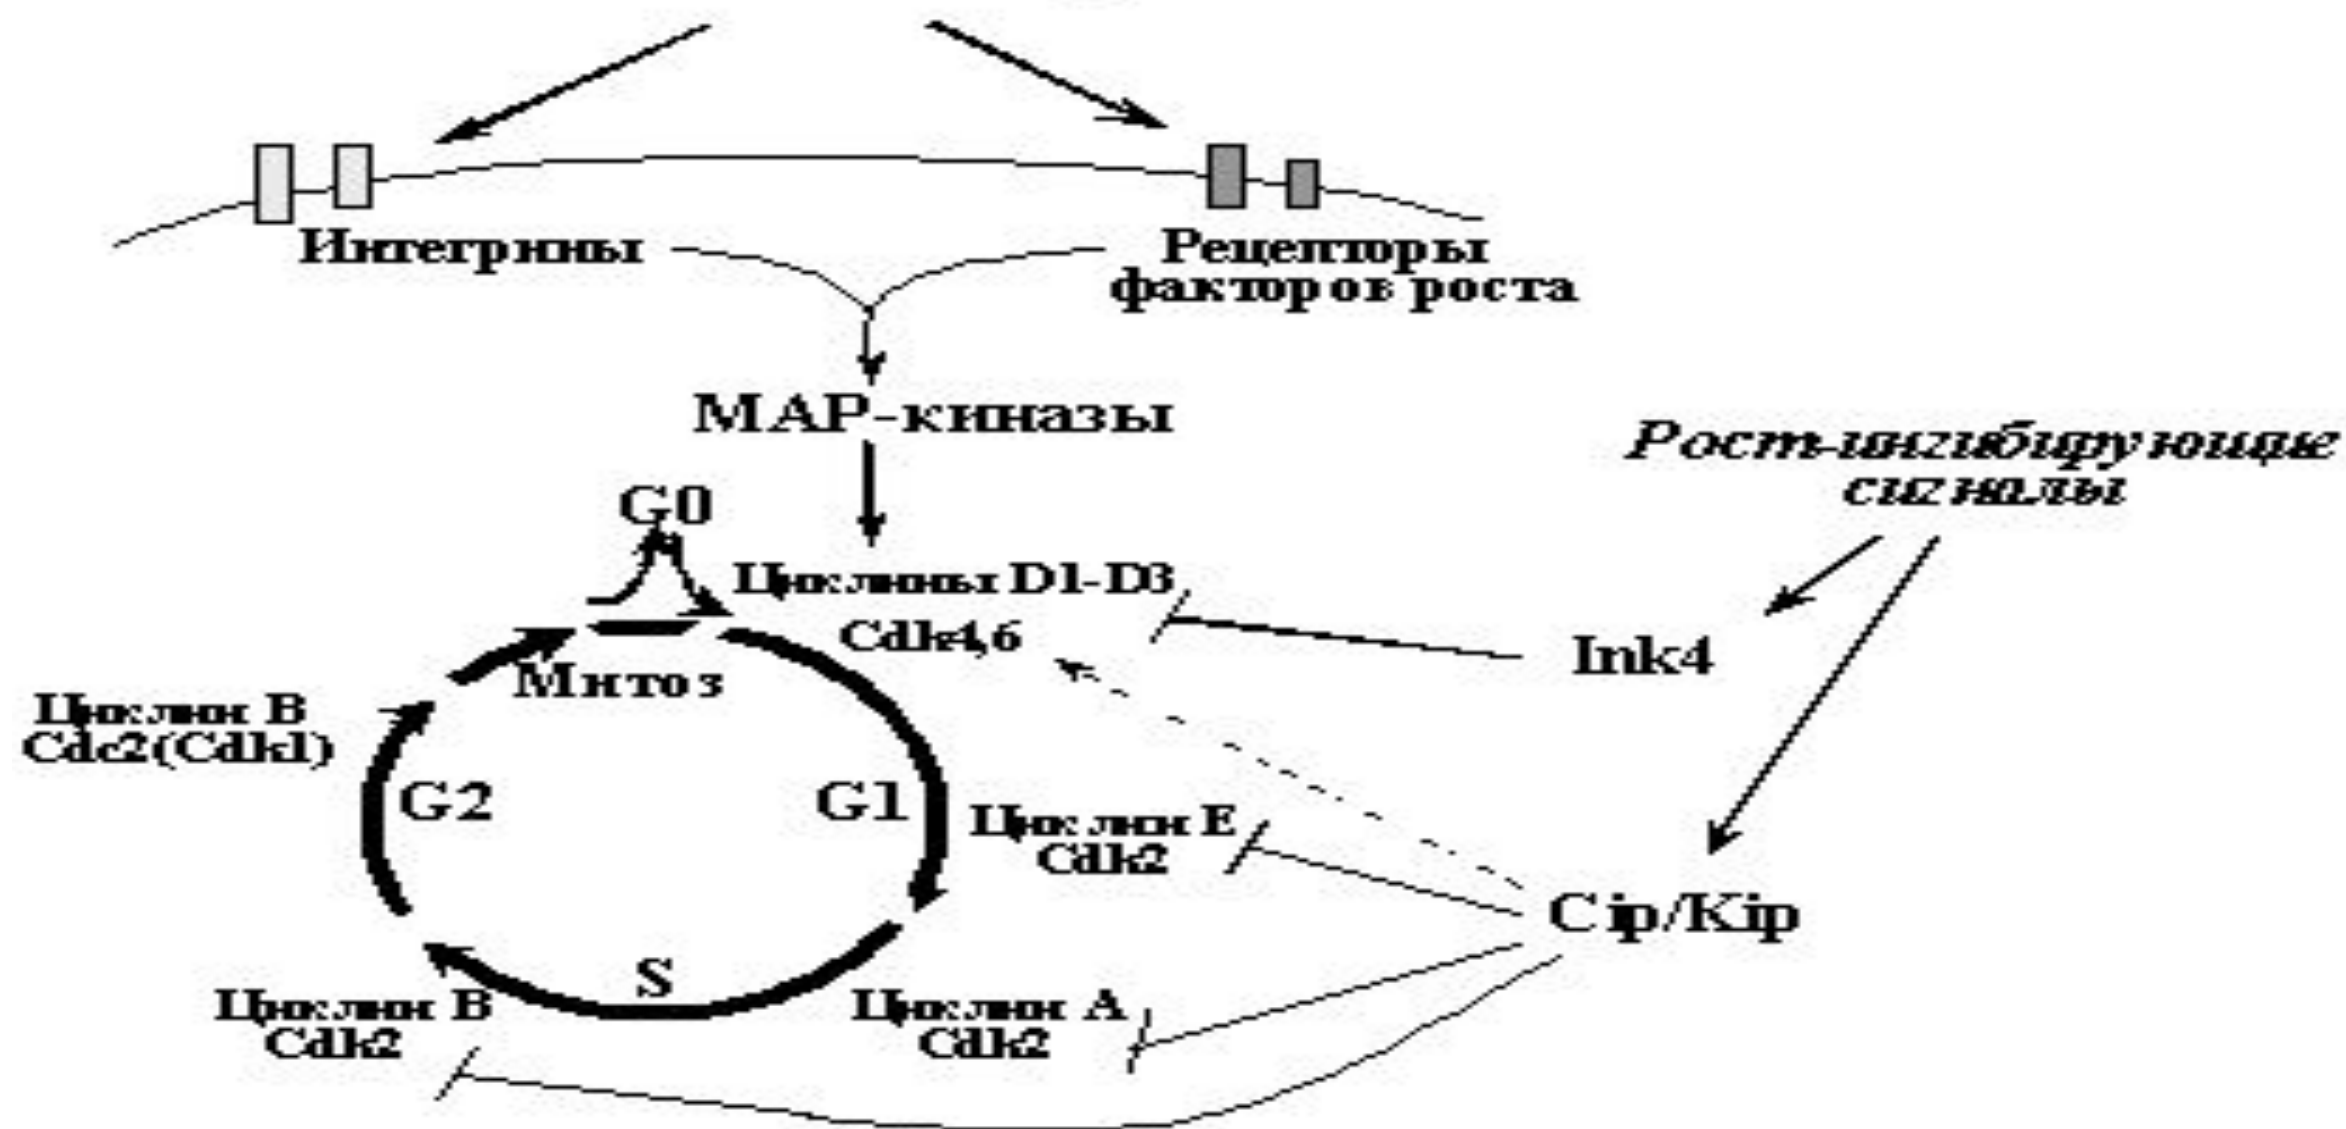 Интегрины
Рецепторы
факторов роста
МАР-киназы
Рост-ингибирующие
сигналы
G0
Циклины D1-D3
Cdk4,6
Ink4
Митоз
Циклин B
Cdc2(Cdk1)
G2
G1
Циклин E
Cdk2
Cip/Kip
S
Циклин B
Cdk2
Циклин A
Cdk2